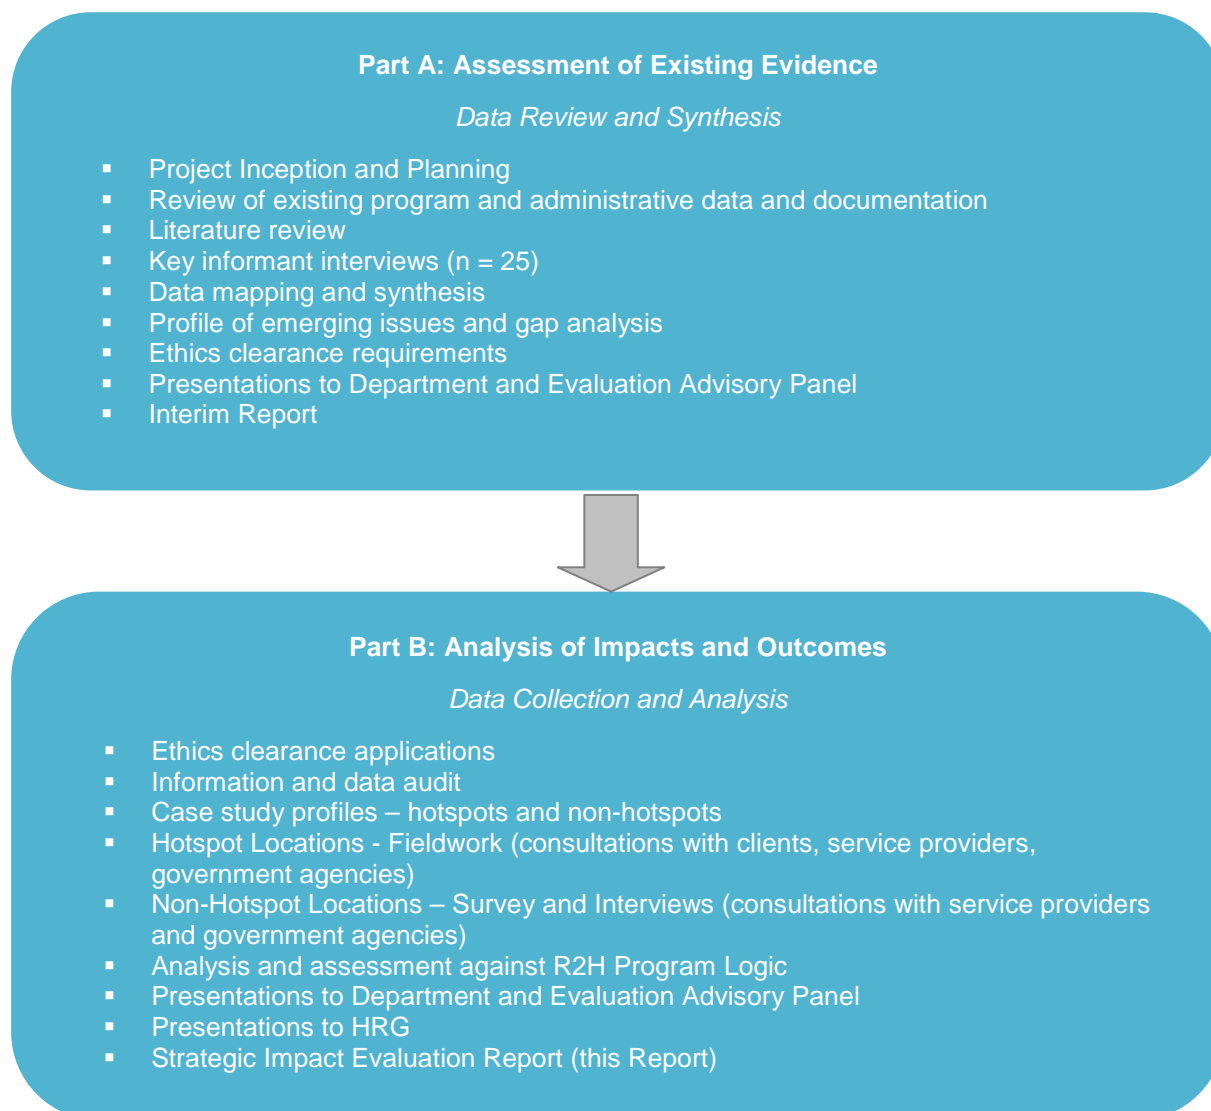 Part A: Assessment of Existing Evidence
Data Review and Synthesis
▪ Project Inception and Planning
▪ Review of existing program and administrative data and documentation
▪ Literature review
▪ Key informant interviews (n = 25)
▪ Data mapping and synthesis
▪ Profile of emerging issues and gap analysis
▪ Ethics clearance requirements
▪ Presentations to Department and Evaluation Advisory Panel
▪ Interim Report
Part B: Analysis of Impacts and Outcomes
Data Collection and Analysis
▪ Ethics clearance applications
▪ Information and data audit
▪ Case study profiles – hotspots and non-hotspots
▪ Hotspot Locations - Fieldwork (consultations with clients, service providers,
government agencies)
▪ Non-Hotspot Locations – Survey and Interviews (consultations with service providers
and government agencies)
▪ Analysis and assessment against R2H Program Logic
▪ Presentations to Department and Evaluation Advisory Panel
▪ Presentations to HRG
▪ Strategic Impact Evaluation Report (this Report)